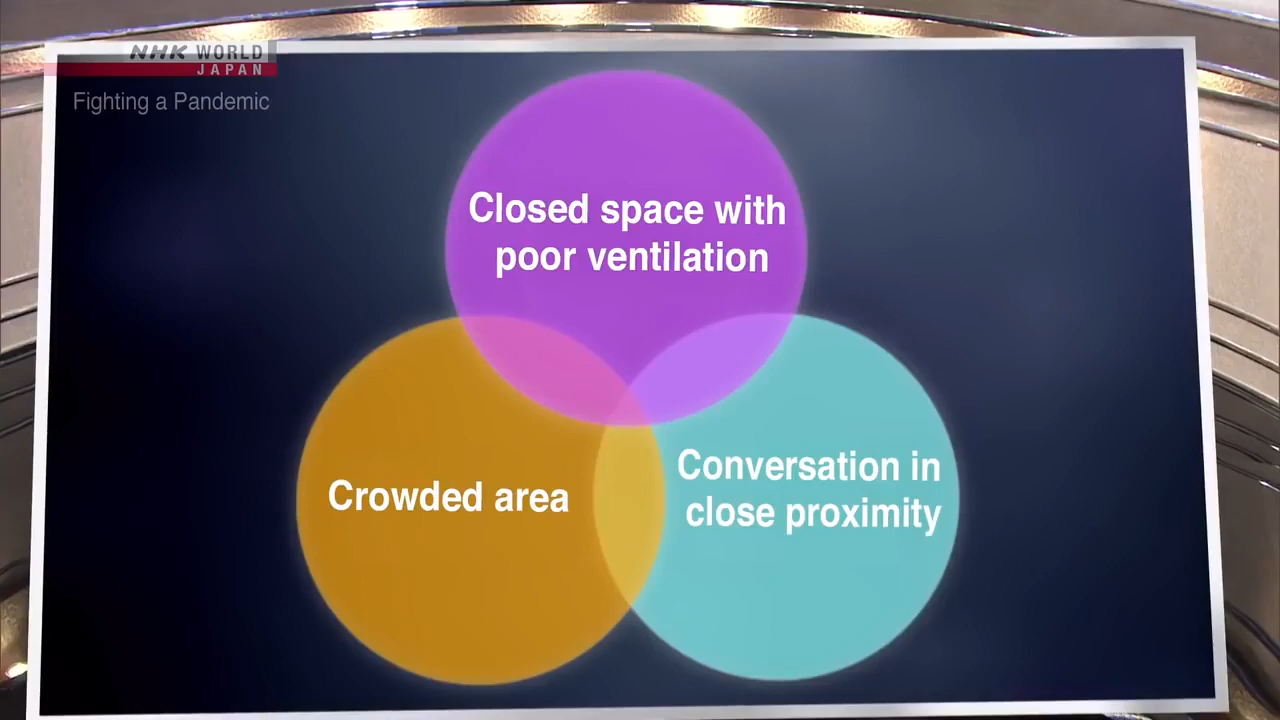 NHK WORLD
JAPAN
Fighting a Pandemic
Closed space with
poor ventilation
Crowded area
Conversation in
close proximity